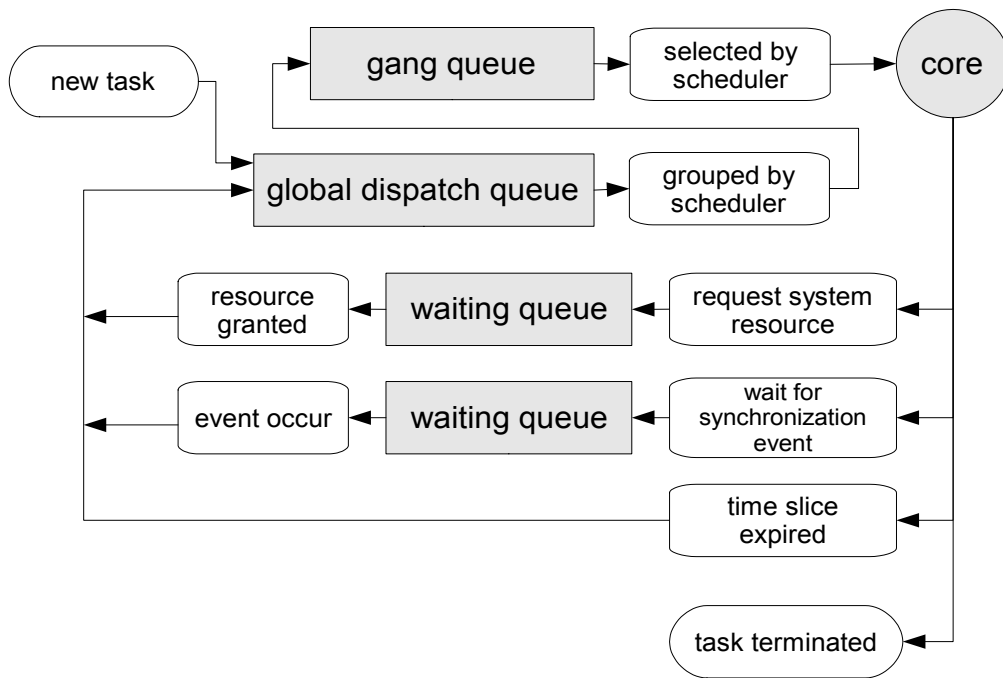 new task
gang queue
selected by
scheduler
core
global dispatch queue
grouped by
scheduler
resource
granted
waiting queue
request system
resource
event occur
waiting queue
wait for
synchronization
event
time slice
expired
task terminated